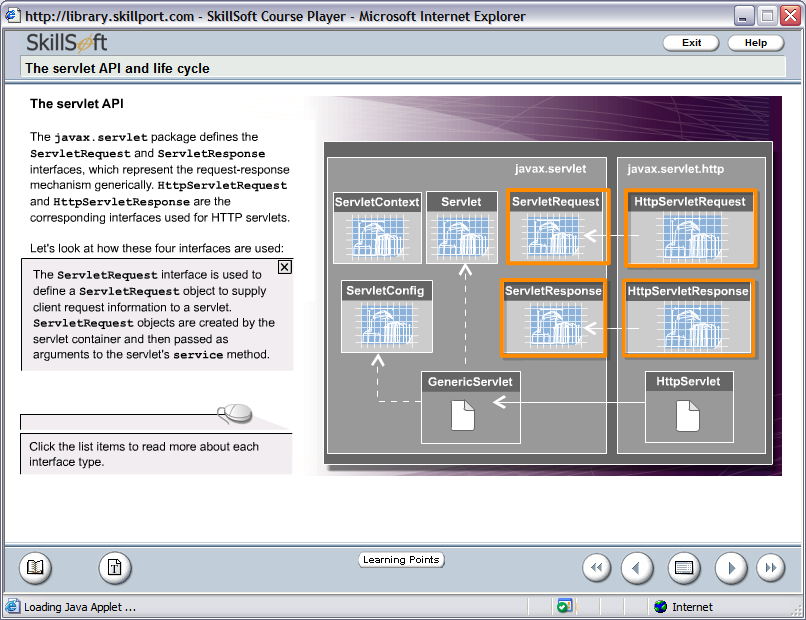 http://library.skillport.com - SkillSoft Course Player - Microsoft Internet Explorer
SkillSoft
Exit
Help
The servlet API and life cycle
The servlet API
The javax.servlet package defines the
ServletRequest and ServletResponse
interfaces, which represent the request-response
mechanism generically. HttpServletRequest
and HttpServletResponse are the
corresponding interfaces used for HTTP servlets.
Let's look at how these four interfaces are used:
The ServletRequest interface is used to
define a ServletRequest object to supply
client request information to a servlet.
ServletRequest objects are created by the
servlet container and then passed as
arguments to the servlet's service method.
Click the list items to read more about each
interface type.
javax.servlet
javax.servlet.http
ServletContext
Servlet
ServletRequest
HttpServletRequest
ServletConfig
ServletResponse
HttpServletResponse
GenericServlet
HttpServlet
T
Learning Points
Loading Java Applet ...
Internet